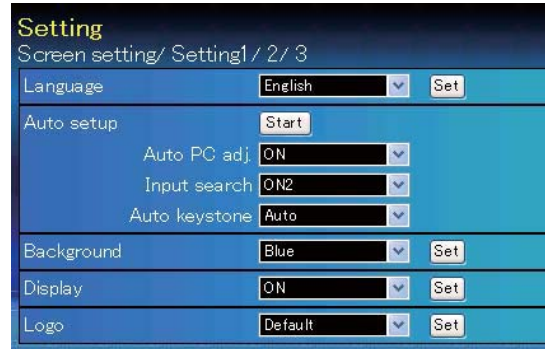 Setting
Screen setting/ Setting1/ 2/ 3
Language English Set
Auto setup Start
Auto PC adj. ON
Input search ON2
Auto keystone Auto
Background Blue Set
Display ON Set
Logo Default Set